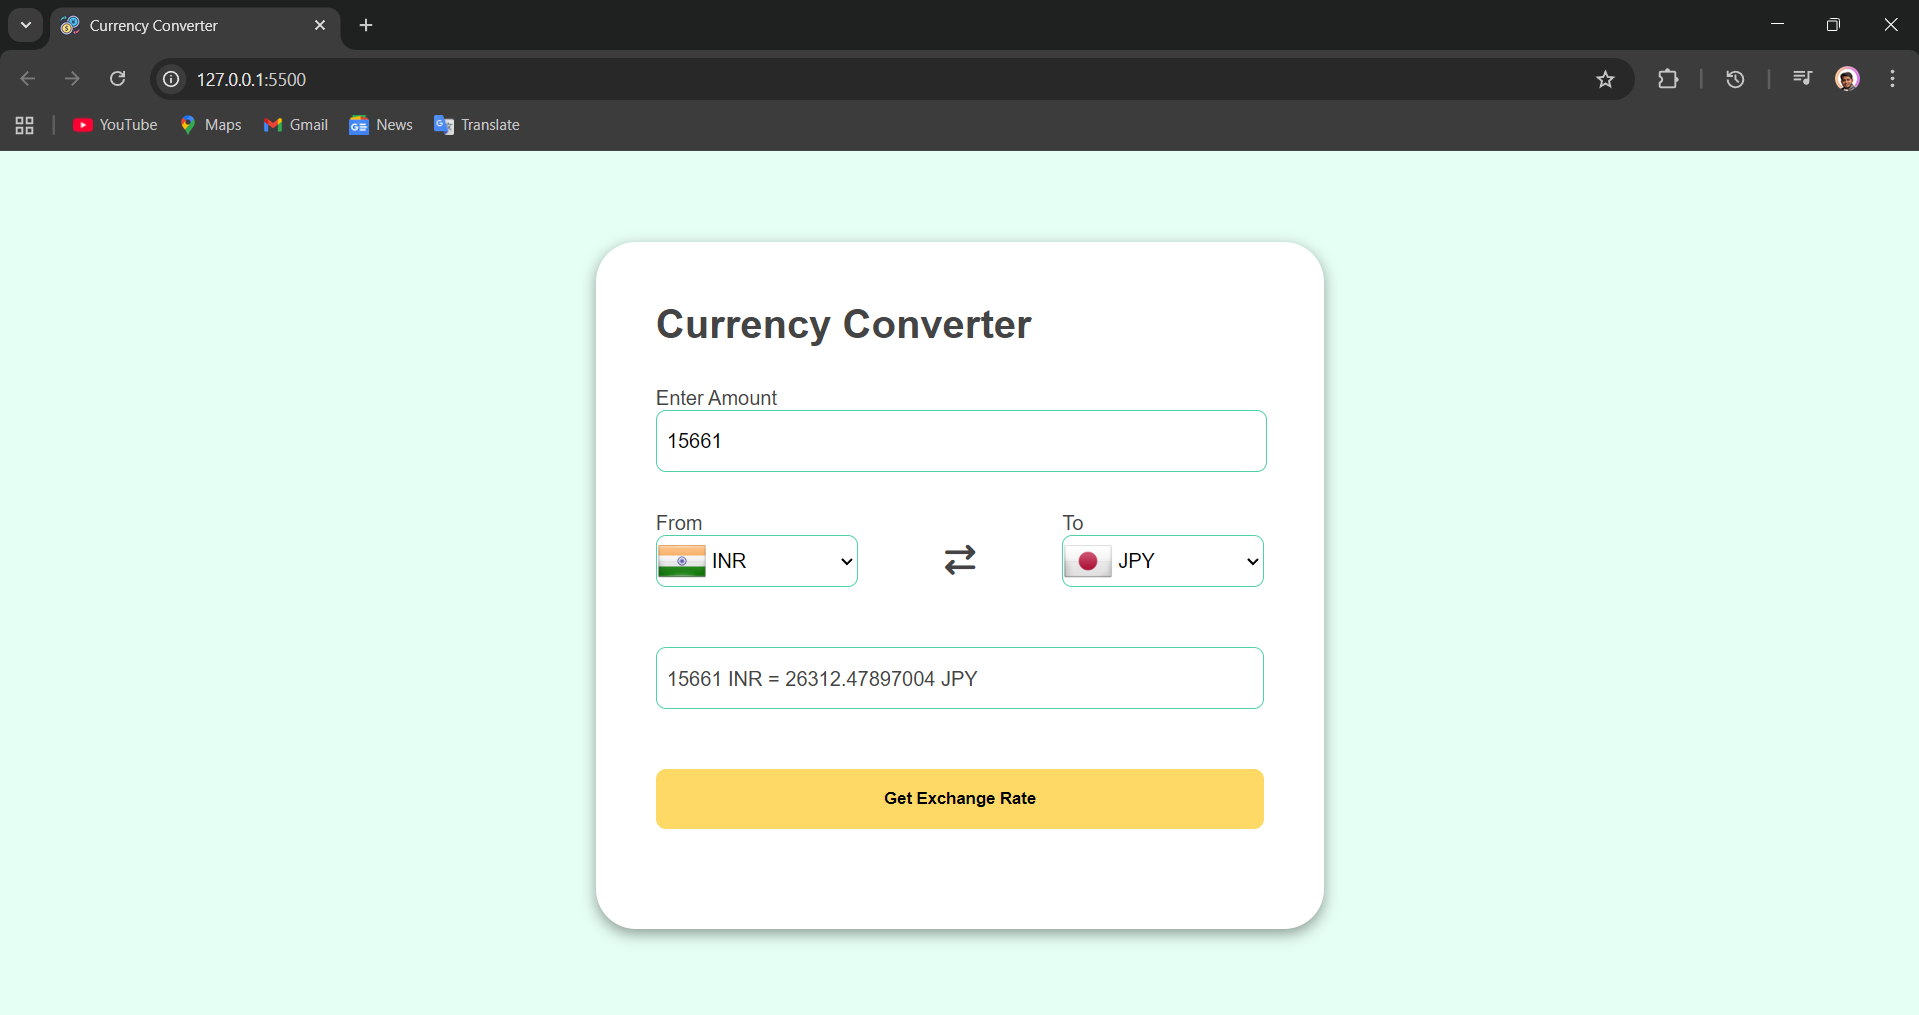 Currency Converter
127.0.0.1:5500
YouTube Maps Gmail News Translate
Currency Converter
Enter Amount
15661
From To
INR JPY
15661 INR = 26312.47897004 JPY
Get Exchange Rate